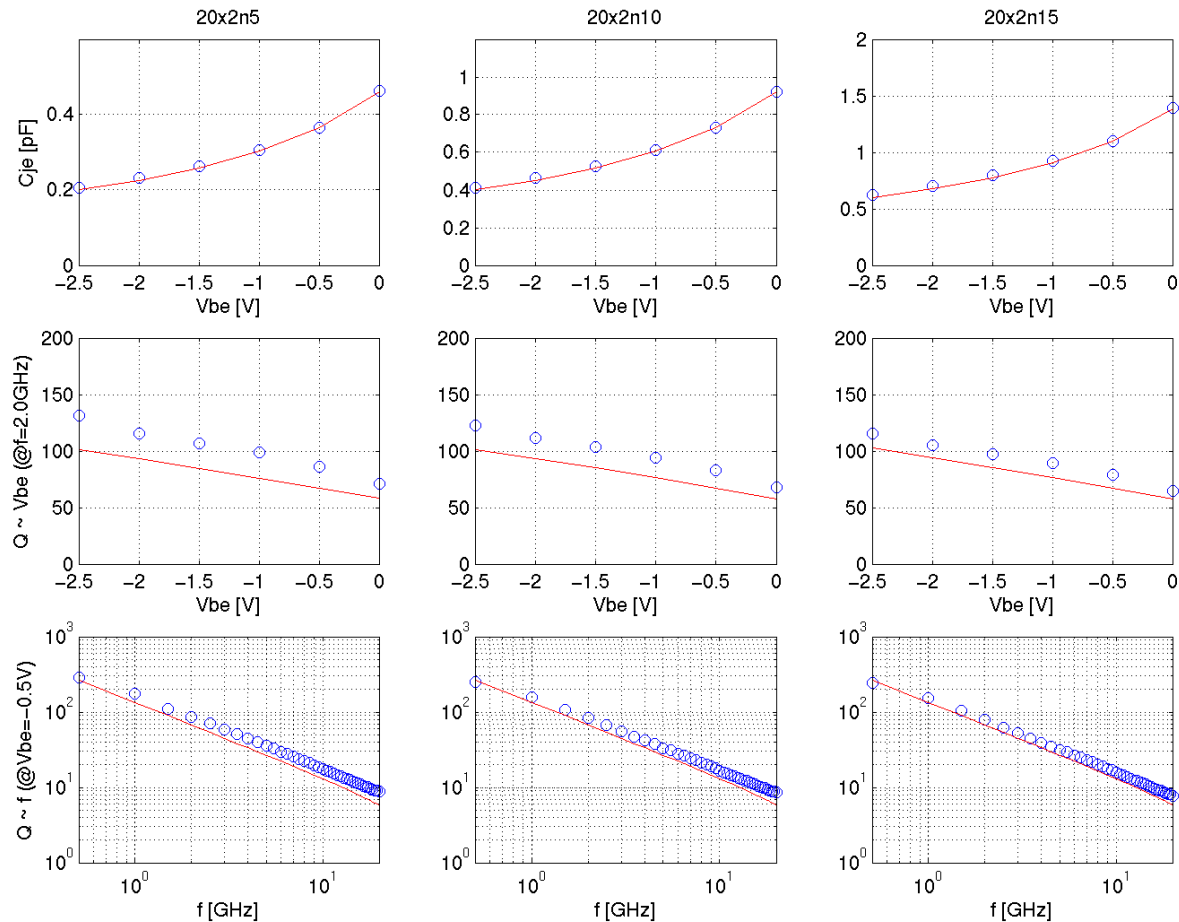 20x2n5
20x2n10
20x2n15
Cje [pF]
0.4
0.2
0
−2.5 −2 −1.5 −1 −0.5 0
Vbe [V]
1
0.8
0.6
0.4
0.2
0
−2.5 −2 −1.5 −1 −0.5 0
Vbe [V]
2
1.5
1
0.5
0
−2.5 −2 −1.5 −1 −0.5 0
Vbe [V]
Q ~ Vbe (@f=2.0GHz)
200
150
100
50
0
−2.5 −2 −1.5 −1 −0.5 0
Vbe [V]
200
150
100
50
0
−2.5 −2 −1.5 −1 −0.5 0
Vbe [V]
200
150
100
50
0
−2.5 −2 −1.5 −1 −0.5 0
Vbe [V]
Q ~ f (@Vbe=−0.5V)
10³
10²
10¹
10⁰
10⁰ 10¹
f [GHz]
10³
10²
10¹
10⁰
10⁰ 10¹
f [GHz]
10³
10²
10¹
10⁰
10⁰ 10¹
f [GHz]